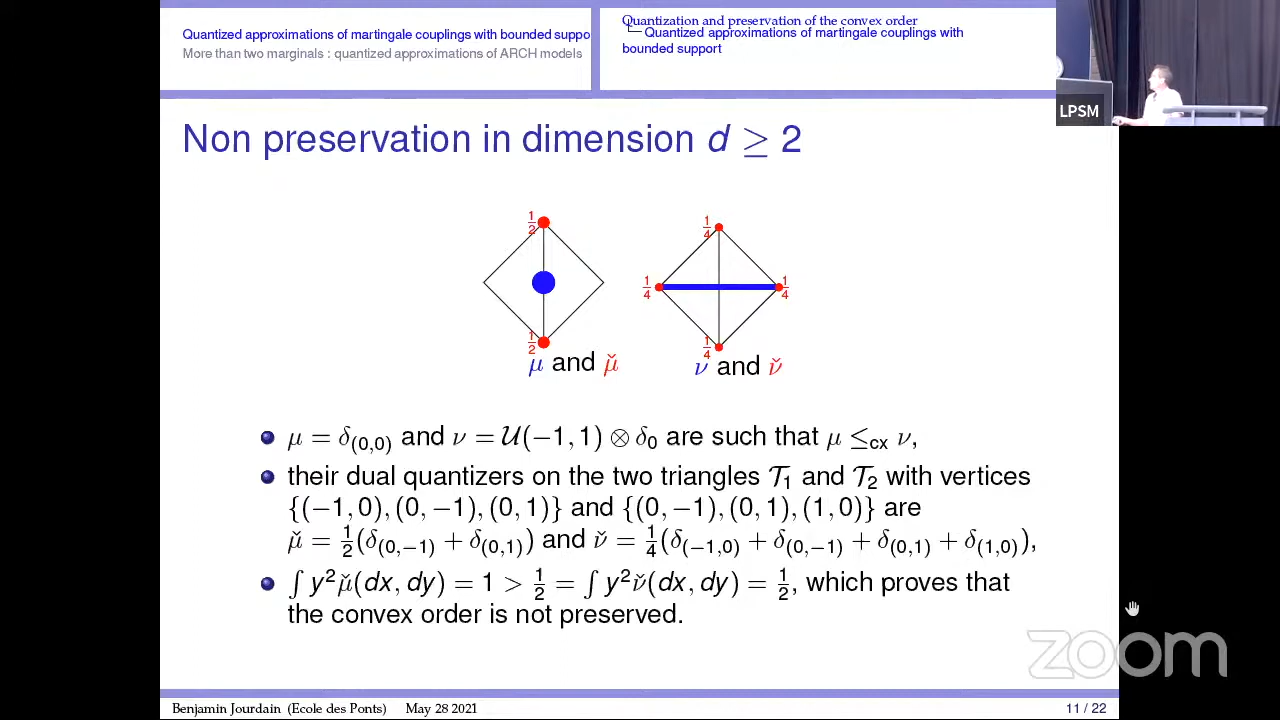 Quantized approximations of martingale couplings with bounded suppo
More than two marginals : quantized approximations of ARCH models
Quantization and preservation of the convex order
Quantized approximations of martingale couplings with
bounded support
LPSM
Non preservation in dimension d ≥ 2
1/2
1/2
μ and μ̌
1/4
1/4
1/4
1/4
ν and ν̌
μ = δ(0,0) and ν = 𝒰(−1, 1) ⊗ δ0 are such that μ ≤cx ν,
their dual quantizers on the two triangles 𝒯1 and 𝒯2 with vertices
{(−1, 0), (0, −1), (0, 1)} and {(0, −1), (0, 1), (1, 0)} are
μ̌ = 1/2(δ(0,−1) + δ(0,1)) and ν̌ = 1/4(δ(−1,0) + δ(0,−1) + δ(0,1) + δ(1,0)),
∫ y²μ̌(dx, dy) = 1 > 1/2 = ∫ y²ν̌(dx, dy) = 1/2, which proves that
the convex order is not preserved.
zoom
Benjamin Jourdain (Ecole des Ponts) May 28 2021 11 / 22